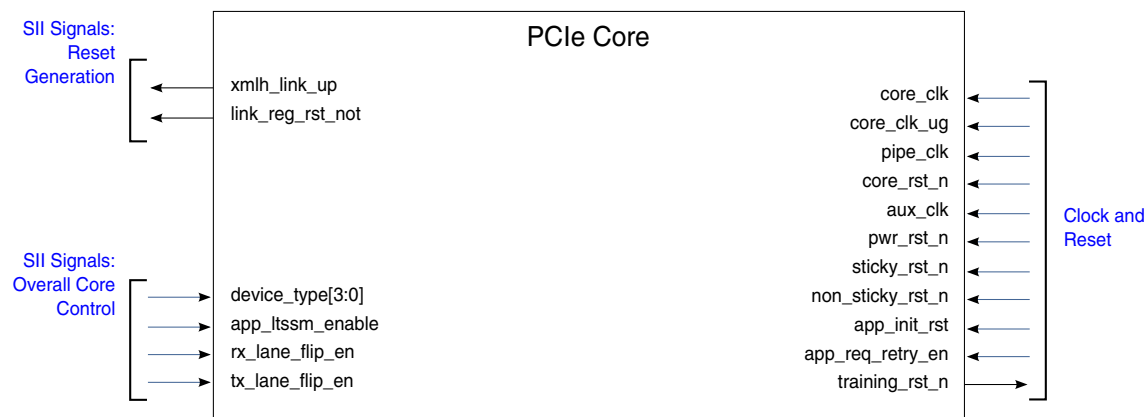 PCIe Core
SII Signals:
Reset
Generation
xmlh_link_up
link_reg_rst_not
SII Signals:
Overall Core
Control
device_type[3:0]
app_ltssm_enable
rx_lane_flip_en
tx_lane_flip_en
core_clk
core_clk_ug
pipe_clk
core_rst_n
aux_clk
pwr_rst_n
sticky_rst_n
non_sticky_rst_n
app_init_rst
app_req_retry_en
training_rst_n
Clock and
Reset